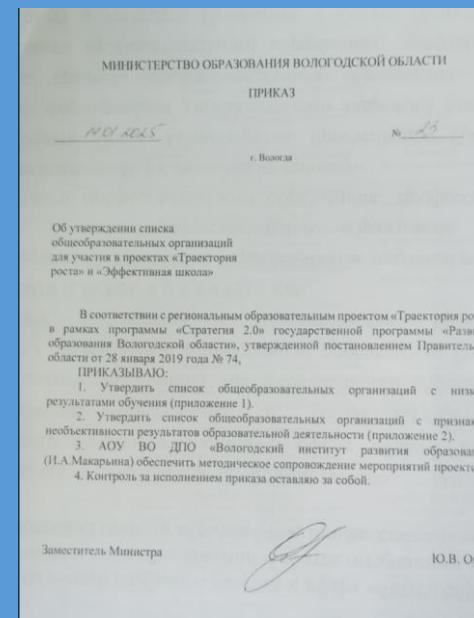 МИНИСТЕРСТВО ОБРАЗОВАНИЯ ВОЛОГОДСКОЙ ОБЛАСТИ
ПРИКАЗ
2025 № 23
г. Вологда
Об утверждении списка
общеобразовательных организаций
для участия в проектах «Траектория
роста» и «Эффективная школа»
В соответствии с региональным образовательным проектом «Траектория ро
в рамках программы «Стратегия 2.0» государственной программы «Разви
образования Вологодской области», утвержденной постановлением Правитель
области от 28 января 2019 года № 74,
ПРИКАЗЫВАЮ:
1. Утвердить список общеобразовательных организаций с низк
результатами обучения (приложение 1).
2. Утвердить список общеобразовательных организаций с признак
необъективности результатов образовательной деятельности (приложение 2).
3. АОУ ВО ДПО «Вологодский институт развития образован
(И.А.Макарьина) обеспечить методическое сопровождение мероприятий проекто
4. Контроль за исполнением приказа оставляю за собой.
Заместитель Министра Ю.В. О